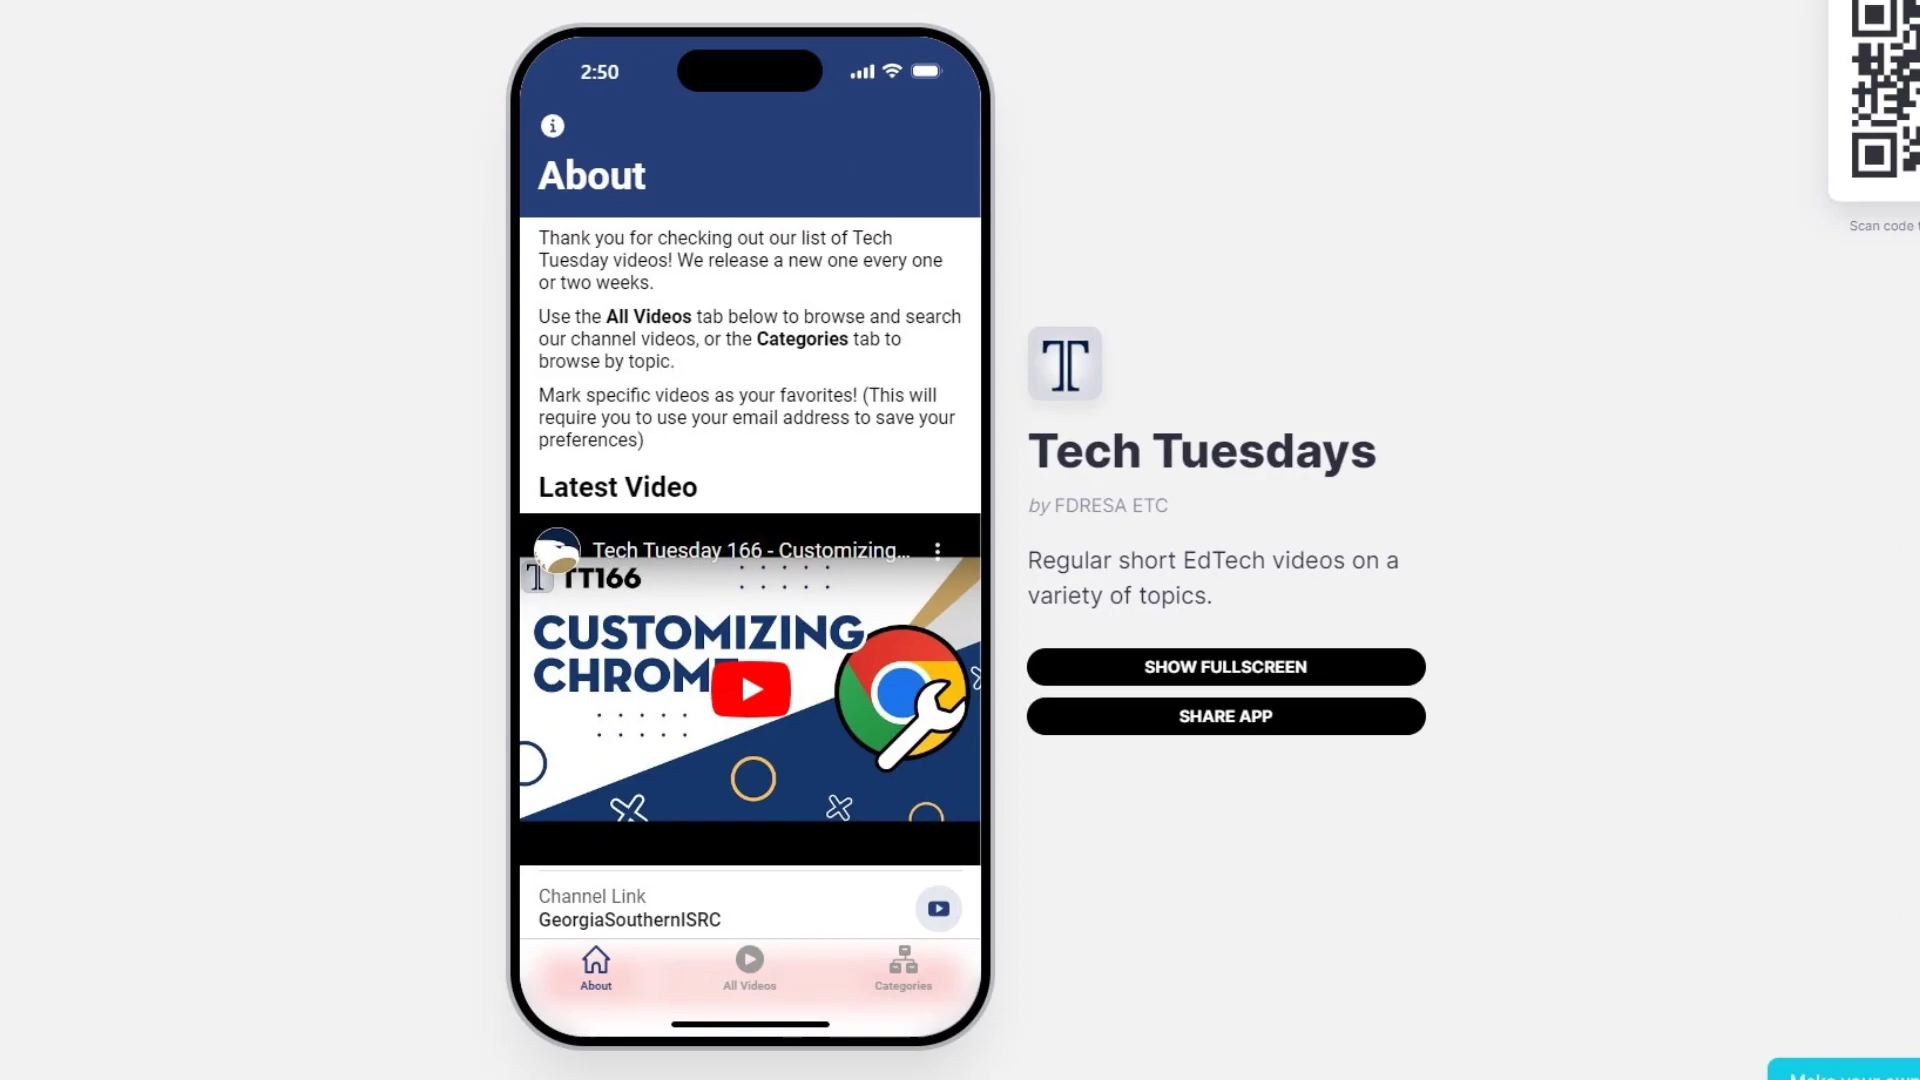 2:50
About
Thank you for checking out our list of Tech
Tuesday videos! We release a new one every one
or two weeks.
Use the All Videos tab below to browse and search
our channel videos, or the Categories tab to
browse by topic.
Mark specific videos as your favorites! (This will
require you to use your email address to save your
preferences)
Latest Video
Tech Tuesday 166 - Customizing...
T TT166
CUSTOMIZING
CHROM
Channel Link
GeorgiaSouthernISRC
About
All Videos
Categories
T
Tech Tuesdays
by FDRESA ETC
Regular short EdTech videos on a
variety of topics.
SHOW FULLSCREEN
SHARE APP
Scan code
Make your own